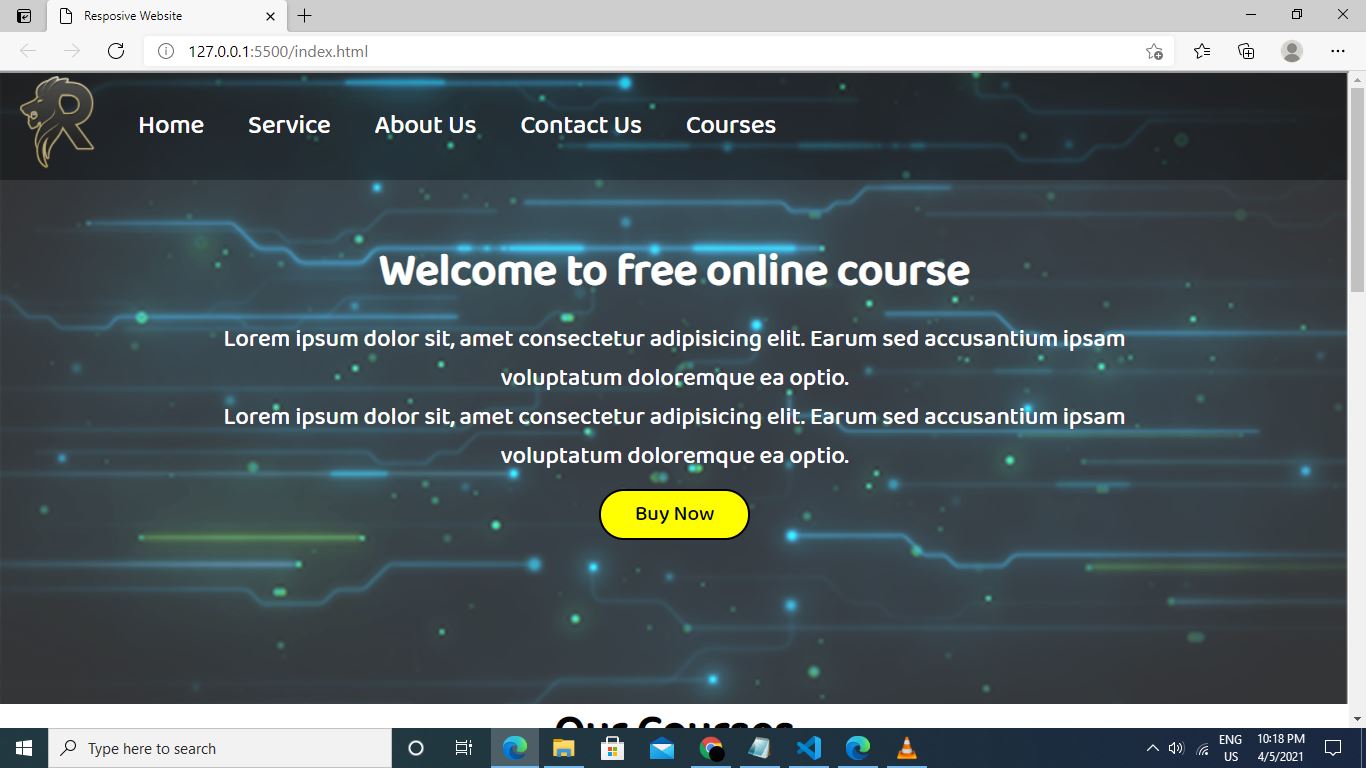 Resposive Website
127.0.0.1:5500/index.html
R
Home Service About Us Contact Us Courses
Welcome to free online course
Lorem ipsum dolor sit, amet consectetur adipisicing elit. Earum sed accusantium ipsam
voluptatum doloremque ea optio.
Lorem ipsum dolor sit, amet consectetur adipisicing elit. Earum sed accusantium ipsam
voluptatum doloremque ea optio.
Buy Now
Our Courses
Type here to search
ENG
US
10:18 PM
4/5/2021